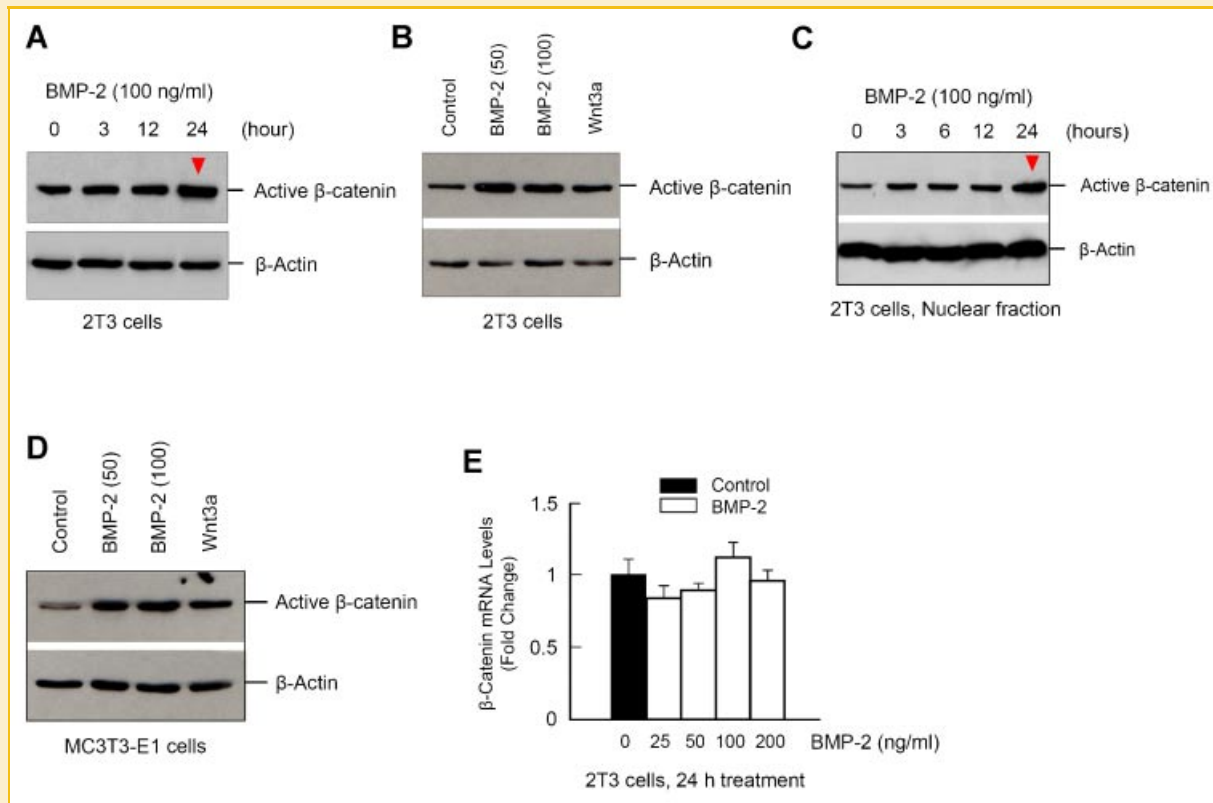 A
BMP-2 (100 ng/ml)
0 3 12 24 (hour)
Active β-catenin
β-Actin
2T3 cells
B
Control
BMP-2 (50)
BMP-2 (100)
Wnt3a
Active β-catenin
β-Actin
2T3 cells
C
BMP-2 (100 ng/ml)
0 3 6 12 24 (hours)
Active β-catenin
β-Actin
2T3 cells, Nuclear fraction
D
Control
BMP-2 (50)
BMP-2 (100)
Wnt3a
Active β-catenin
β-Actin
MC3T3-E1 cells
E
Control
BMP-2
β-Catenin mRNA Levels
(Fold Change)
1.5
1
0.5
0
0 25 50 100 200 BMP-2 (ng/ml)
2T3 cells, 24 h treatment